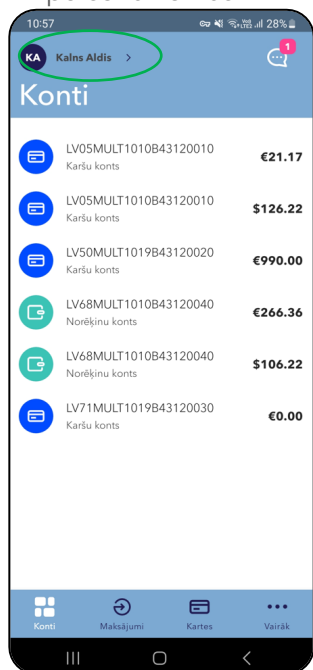 10:57 28%
1
KA Kalns Aldis >
Konti
LV05MULT1010B43120010
Karšu konts
€21.17
LV05MULT1010B43120010
Karšu konts
$126.22
LV50MULT1019B43120020
Karšu konts
€990.00
LV68MULT1010B43120040
Norēķinu konts
€266.36
LV68MULT1010B43120040
Norēķinu konts
$106.22
LV71MULT1019B43120030
Karšu konts
€0.00
Konti Maksājumi Kartes Vairāk